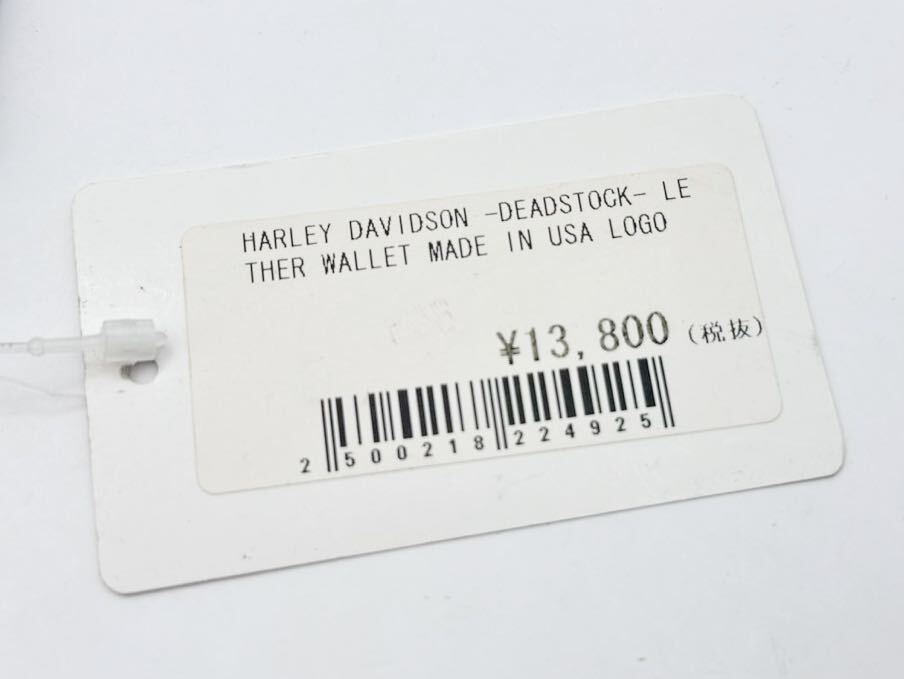 HARLEY DAVIDSON -DEADSTOCK- LE
THER WALLET MADE IN USA LOGO
¥13,800 (税抜)
2 500218 224925